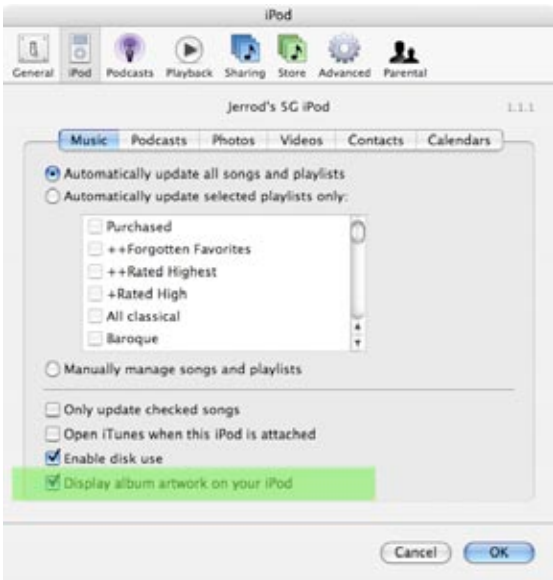 iPod
General iPod Podcasts Playback Sharing Store Advanced Parental
Jerrod's 5G iPod 1.1.1
Music Podcasts Photos Videos Contacts Calendars
Automatically update all songs and playlists
Automatically update selected playlists only:
Purchased
++Forgotten Favorites
++Rated Highest
+Rated High
All classical
Baroque
Manually manage songs and playlists
Only update checked songs
Open iTunes when this iPod is attached
Enable disk use
Display album artwork on your iPod
Cancel OK